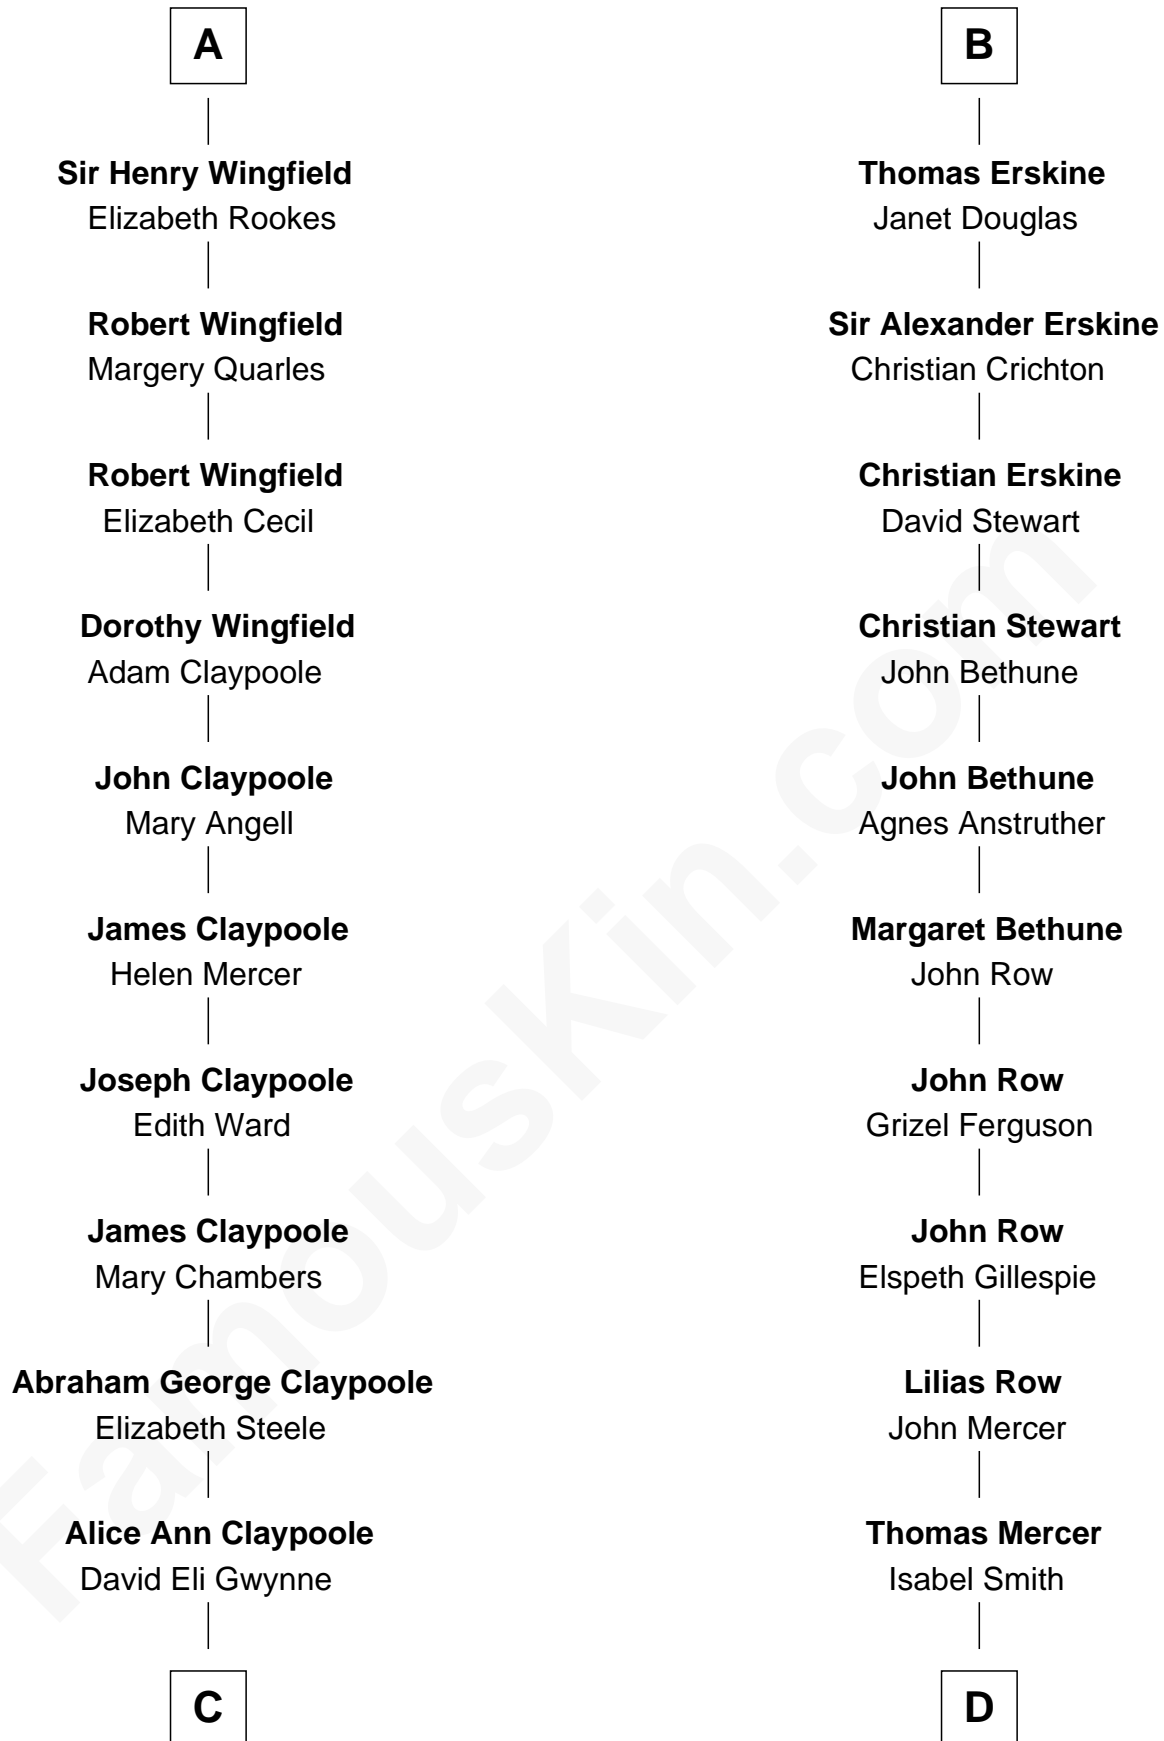 A
Sir Henry Wingfield
Elizabeth Rookes
Robert Wingfield
Margery Quarles
Robert Wingfield
Elizabeth Cecil
Dorothy Wingfield
Adam Claypoole
John Claypoole
Mary Angell
James Claypoole
Helen Mercer
Joseph Claypoole
Edith Ward
James Claypoole
Mary Chambers
Abraham George Claypoole
Elizabeth Steele
Alice Ann Claypoole
David Eli Gwynne
C
B
Thomas Erskine
Janet Douglas
Sir Alexander Erskine
Christian Crichton
Christian Erskine
David Stewart
Christian Stewart
John Bethune
John Bethune
Agnes Anstruther
Margaret Bethune
John Row
John Row
Grizel Ferguson
John Row
Elspeth Gillespie
Lilias Row
John Mercer
Thomas Mercer
Isabel Smith
D
FamousKin.com